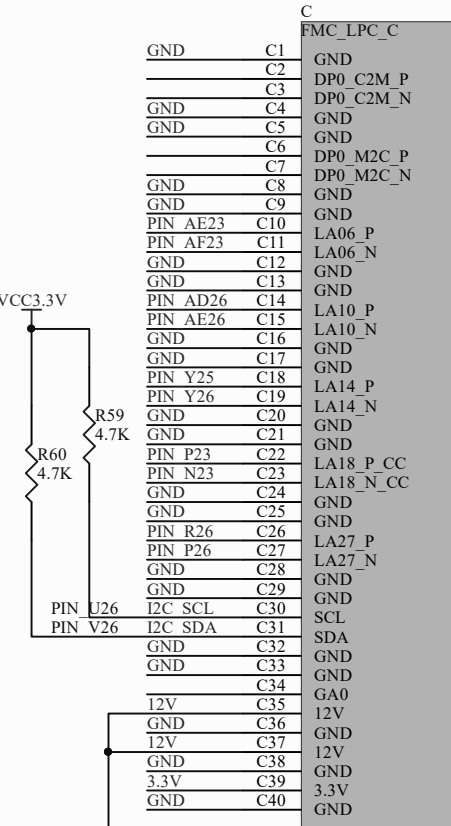 C
FMC_LPC_C
GND C1 GND
C2 DP0_C2M_P
C3 DP0_C2M_N
GND C4 GND
GND C5 GND
C6 DP0_M2C_P
C7 DP0_M2C_N
GND C8 GND
GND C9 GND
PIN_AE23 C10 LA06_P
PIN_AF23 C11 LA06_N
GND C12 GND
GND C13 GND
VCC3.3V
PIN_AD26 C14 LA10_P
PIN_AE26 C15 LA10_N
GND C16 GND
GND C17 GND
PIN_Y25 C18 LA14_P
PIN_Y26 C19 LA14_N
R59
4.7K
GND C20 GND
GND C21 GND
R60
4.7K
PIN_P23 C22 LA18_P_CC
PIN_N23 C23 LA18_N_CC
GND C24 GND
GND C25 GND
PIN_R26 C26 LA27_P
PIN_P26 C27 LA27_N
GND C28 GND
GND C29 GND
PIN_U26 I2C_SCL C30 SCL
PIN_V26 I2C_SDA C31 SDA
GND C32 GND
GND C33 GND
C34 GA0
12V C35 12V
GND C36 GND
12V C37 12V
GND C38 GND
3.3V C39 3.3V
GND C40 GND